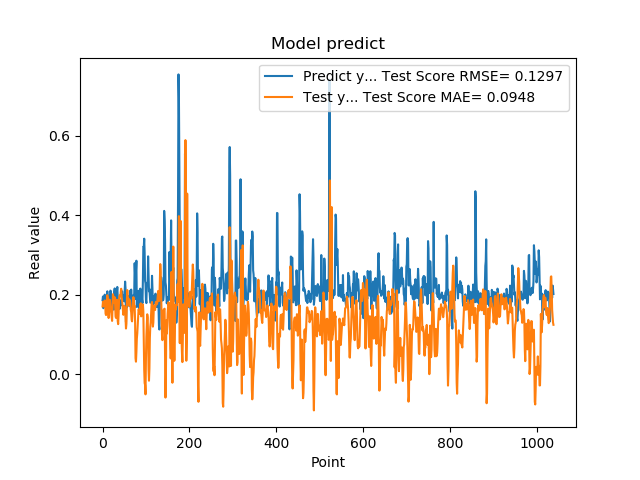 Model predict
Predict y... Test Score RMSE= 0.1297
Test y... Test Score MAE= 0.0948
Real value
0.6
0.4
0.2
0.0
0 200 400 600 800 1000
Point